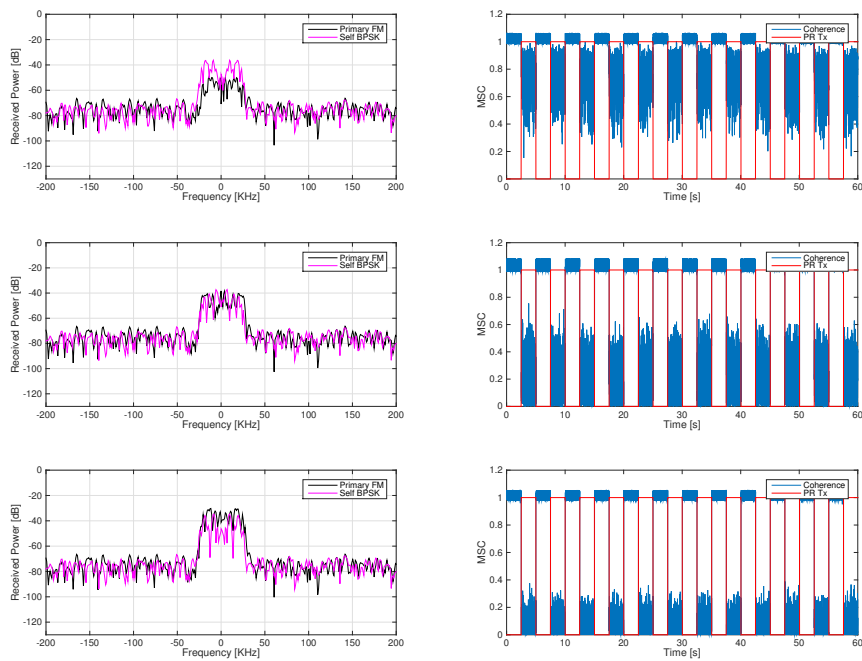 0
-20
-40
-60
-80
-100
-120
Received Power [dB]
-200 -150 -100 -50 0 50 100 150 200
Frequency [KHz]
Primary FM
Self BPSK
1.2
1
0.8
0.6
0.4
0.2
0
MSC
0 10 20 30 40 50 60
Time [s]
Coherence
PR Tx
0
-20
-40
-60
-80
-100
-120
Received Power [dB]
-200 -150 -100 -50 0 50 100 150 200
Frequency [KHz]
Primary FM
Self BPSK
1.2
1
0.8
0.6
0.4
0.2
0
MSC
0 10 20 30 40 50 60
Time [s]
Coherence
PR Tx
0
-20
-40
-60
-80
-100
-120
Received Power [dB]
-200 -150 -100 -50 0 50 100 150 200
Frequency [KHz]
Primary FM
Self BPSK
1.2
1
0.8
0.6
0.4
0.2
0
MSC
0 10 20 30 40 50 60
Time [s]
Coherence
PR Tx